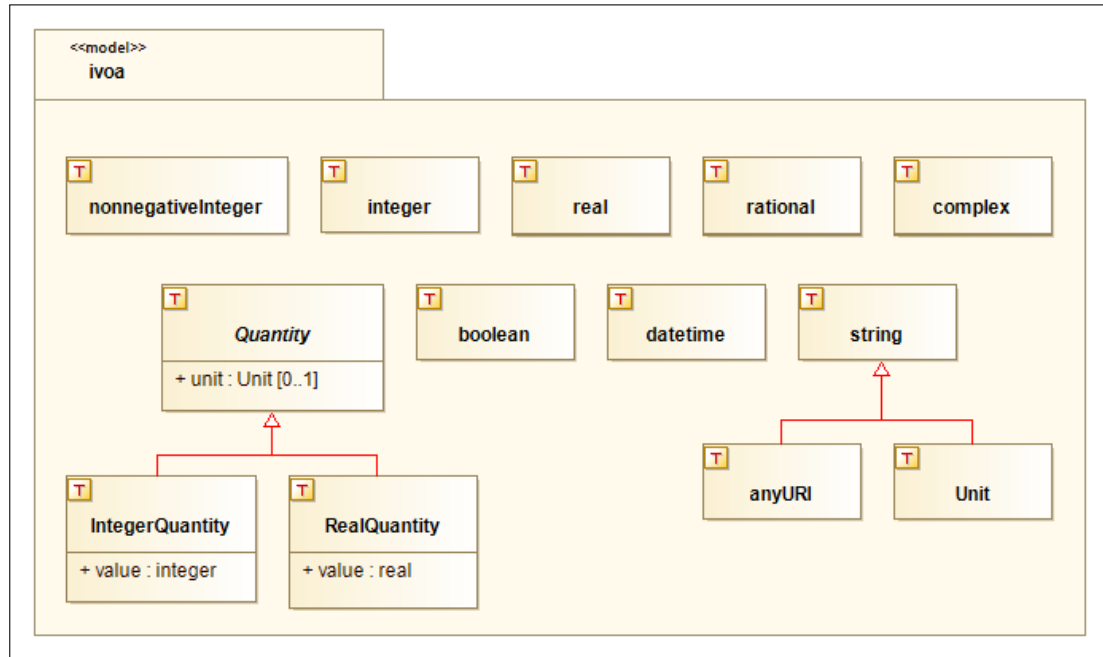 <<model>>
ivoa
T
nonnegativeInteger
T
integer
T
real
T
rational
T
complex
T
Quantity
+ unit : Unit [0..1]
T
boolean
T
datetime
T
string
T
IntegerQuantity
+ value : integer
T
RealQuantity
+ value : real
T
anyURI
T
Unit